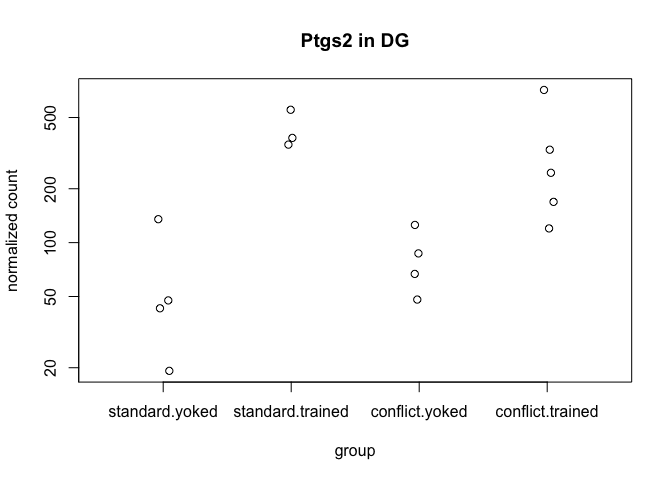 Ptgs2 in DG
normalized count
500
200
100
50
20
standard.yoked standard.trained conflict.yoked conflict.trained
group